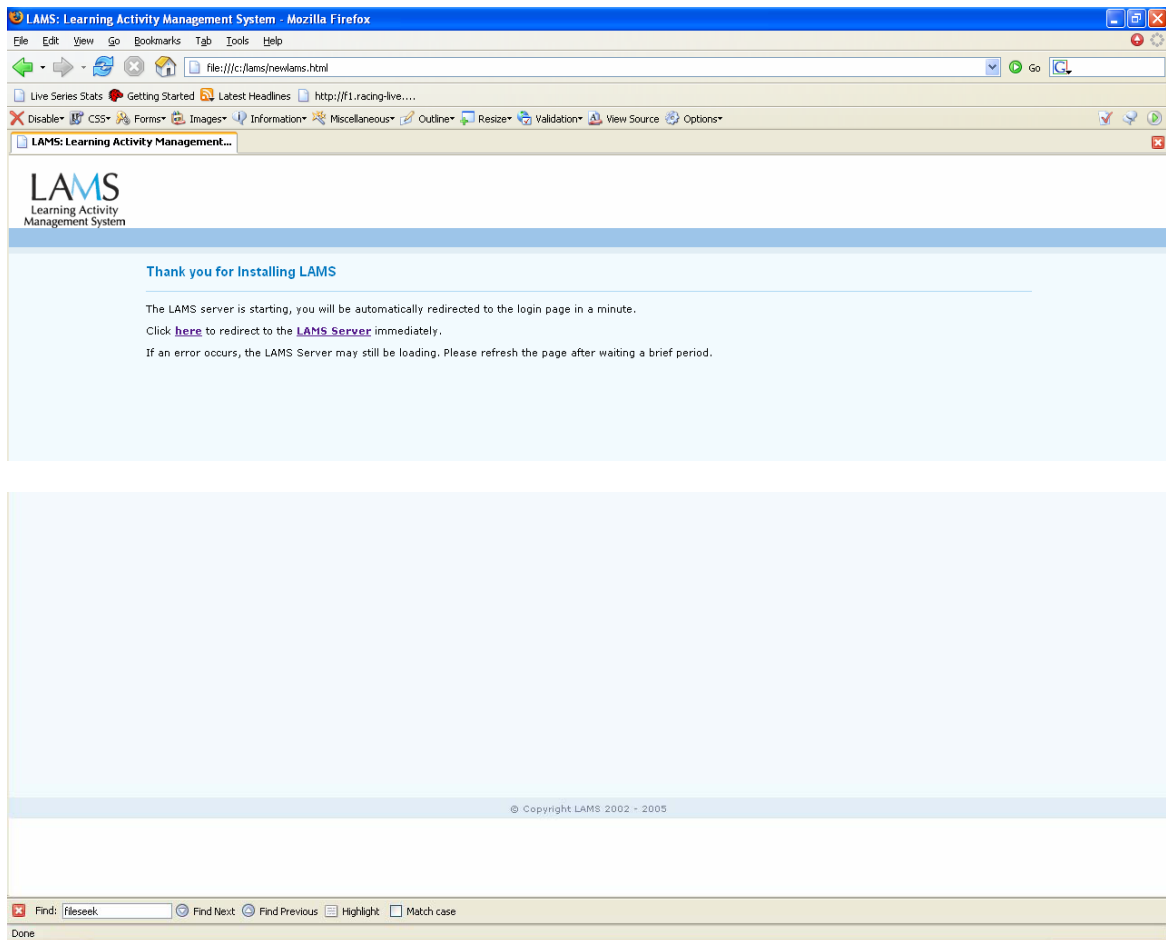 LAMS: Learning Activity Management System - Mozilla Firefox
File Edit View Go Bookmarks Tab Tools Help
file:///c:/lams/newlams.html Go G
Live Series Stats Getting Started Latest Headlines http://f1.racing-live....
Disable CSS Forms Images Information Miscellaneous Outline Resize Validation View Source Options
LAMS: Learning Activity Management...
LAMS
Learning Activity
Management System
Thank you for Installing LAMS
The LAMS server is starting, you will be automatically redirected to the login page in a minute.
Click here to redirect to the LAMS Server immediately.
If an error occurs, the LAMS Server may still be loading. Please refresh the page after waiting a brief period.
© Copyright LAMS 2002 - 2005
Find: fileseek Find Next Find Previous Highlight Match case
Done